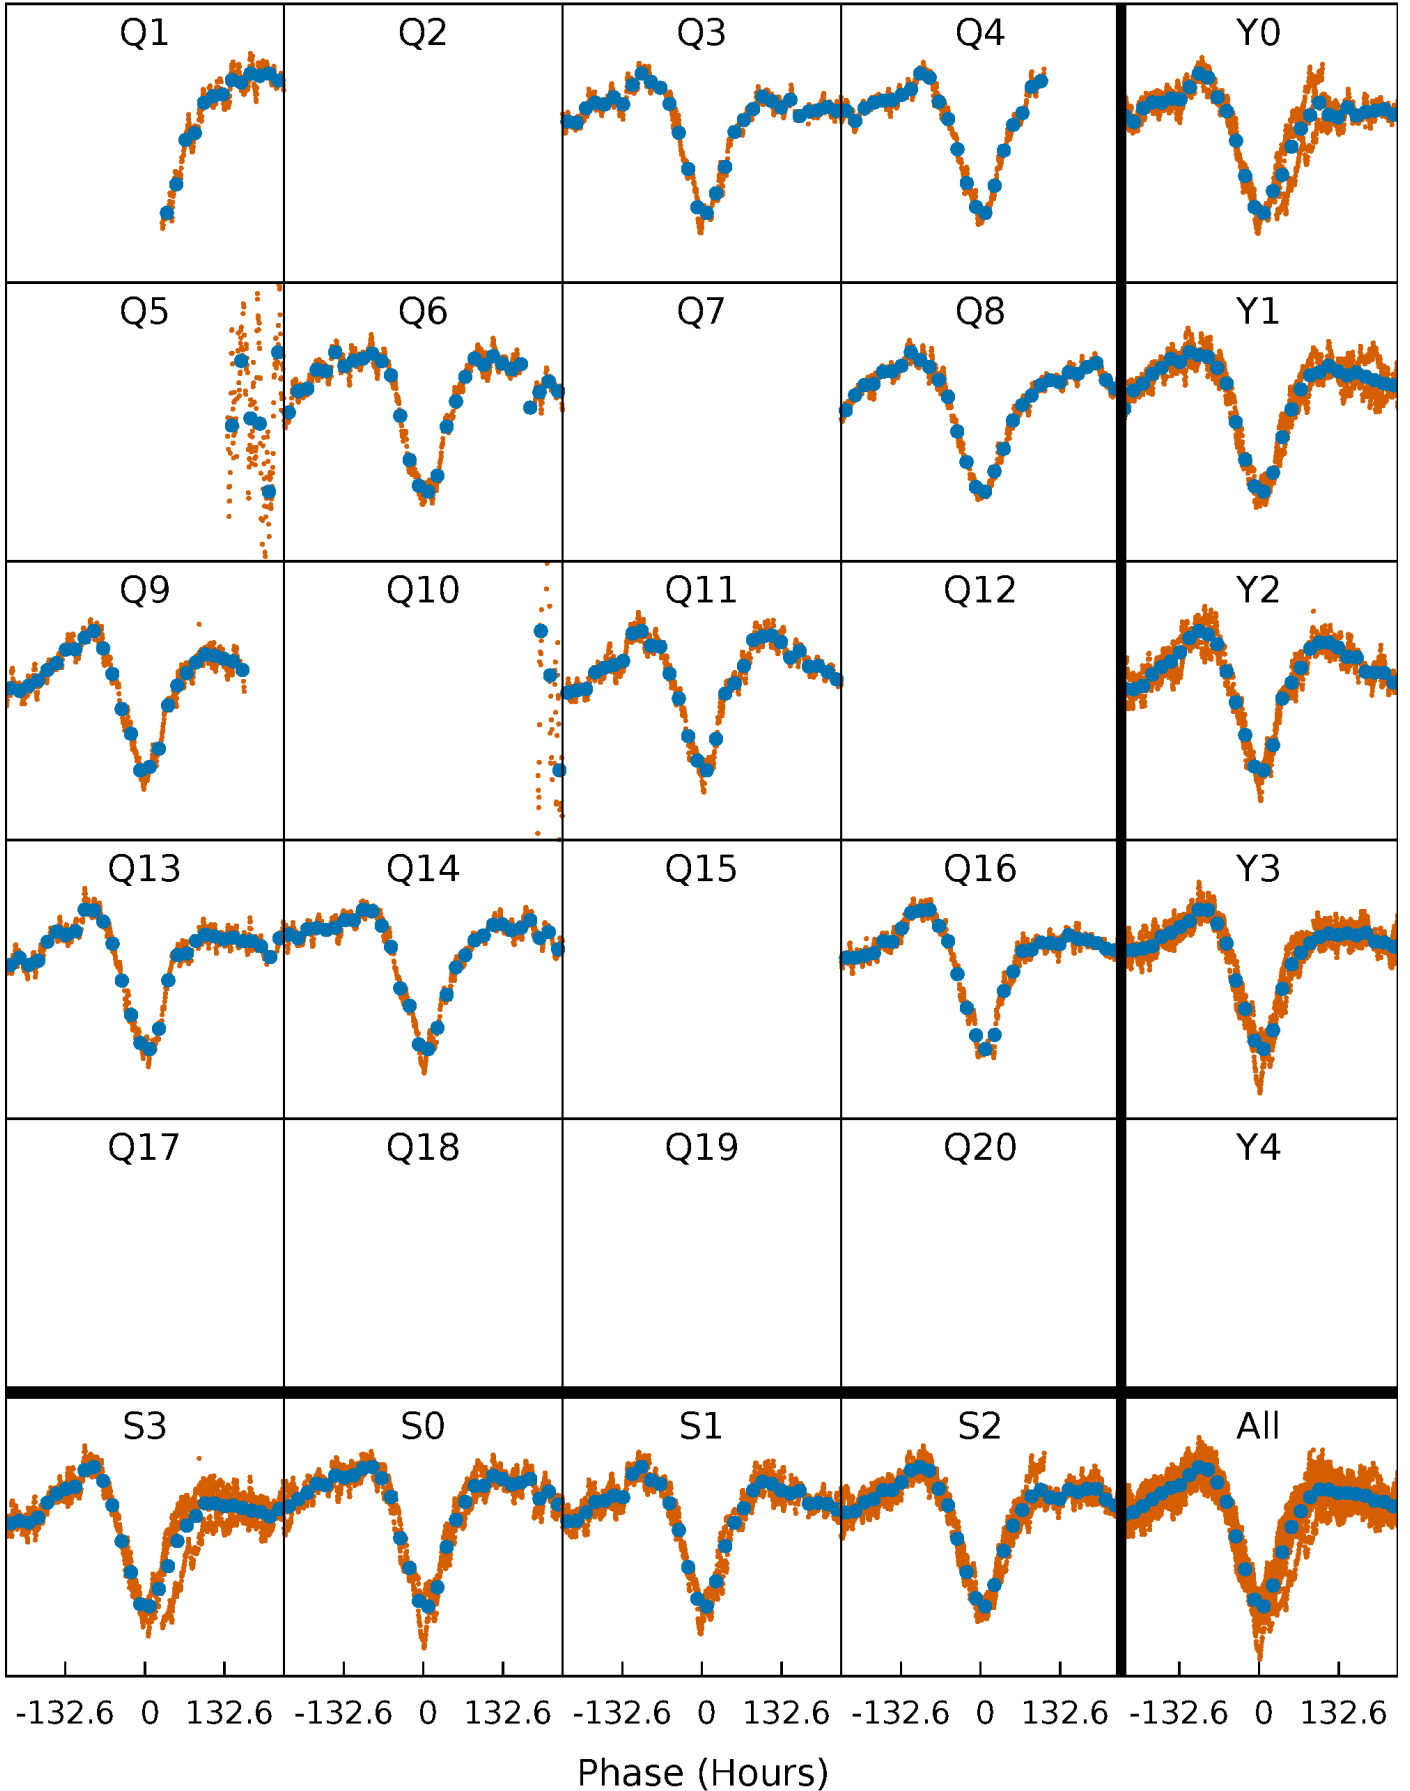 Q1 Q2 Q3 Q4 Y0
Q5 Q6 Q7 Q8 Y1
Q9 Q10 Q11 Q12 Y2
Q13 Q14 Q15 Q16 Y3
Q17 Q18 Q19 Q20 Y4
S3 S0 S1 S2 All
-132.6 0 132.6 -132.6 0 132.6 -132.6 0 132.6 -132.6 0 132.6 -132.6 0 132.6
Phase (Hours)